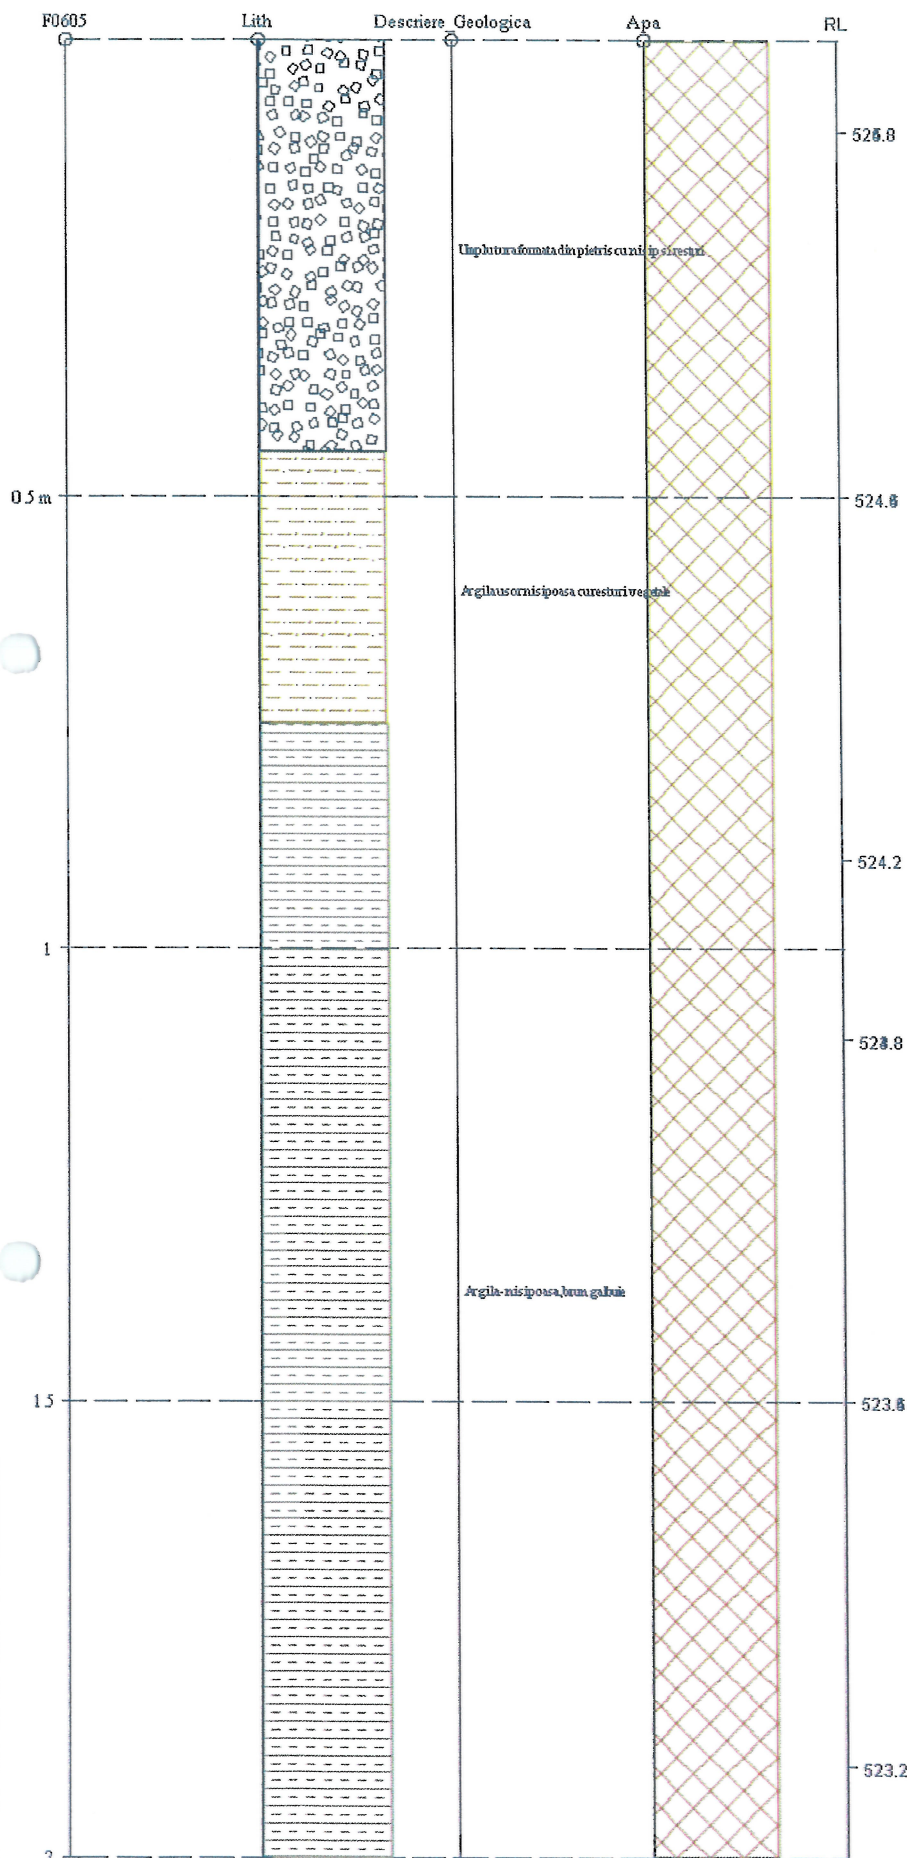 F0605 Lith Descriere_Geologica Apa RL
Umplutura formata din pietris cu nisip si resturi
0.5 m
Argila usor nisipoasa cu resturi vegetale
524.2
1
Argila-nisipoasa, brun galbuie
1.5
523.2